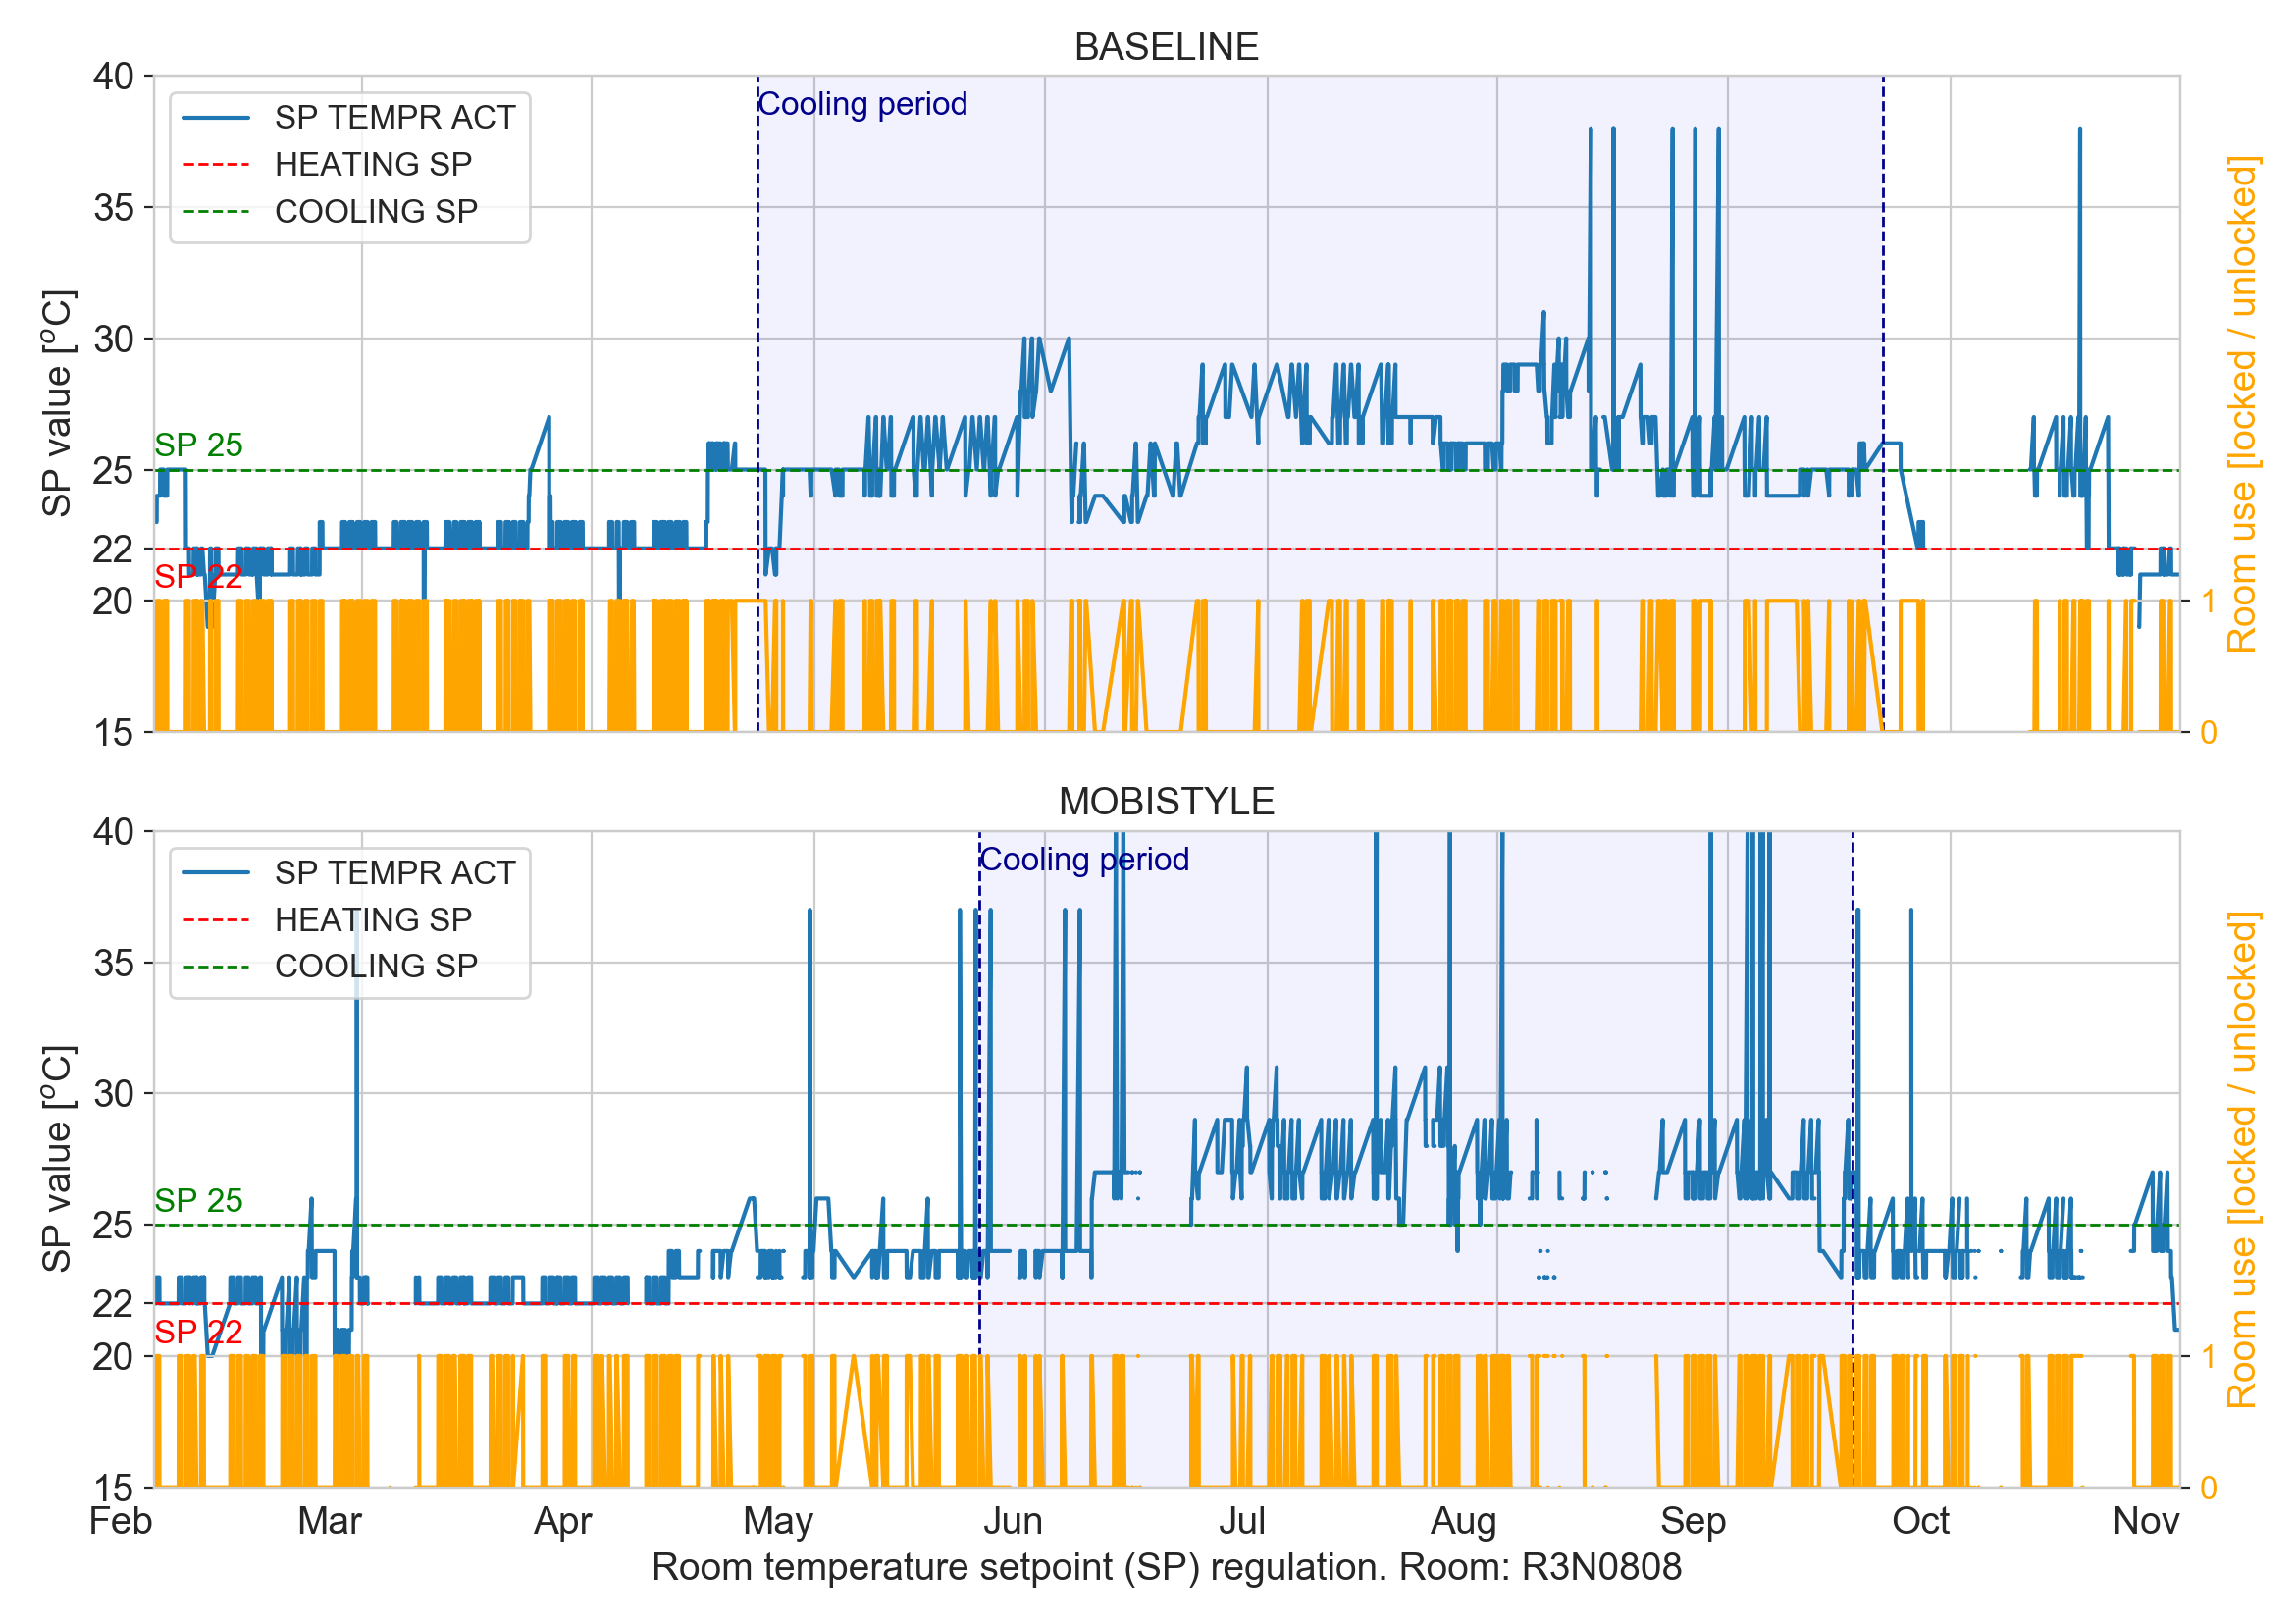 BASELINE
40
35
30
25
22
20
15
SP value [°C]
SP TEMPR ACT
HEATING SP
COOLING SP
Cooling period
SP 25
SP 22
1
0
Room use [locked / unlocked]
MOBISTYLE
40
35
30
25
22
20
15
SP value [°C]
SP TEMPR ACT
HEATING SP
COOLING SP
Cooling period
SP 25
SP 22
1
0
Room use [locked / unlocked]
Feb Mar Apr May Jun Jul Aug Sep Oct Nov
Room temperature setpoint (SP) regulation. Room: R3N0808